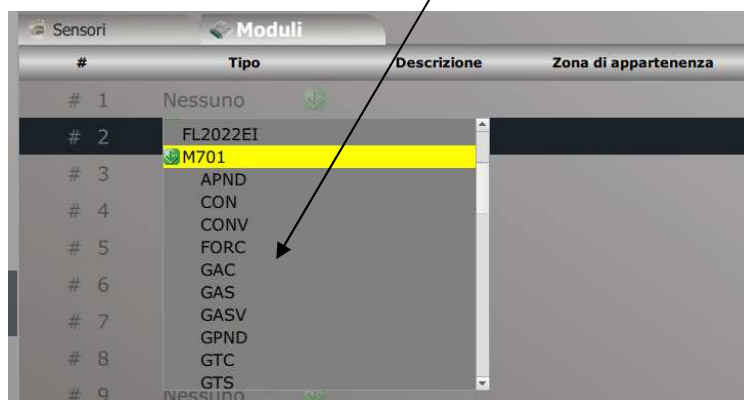 Sensori Moduli
# Tipo Descrizione Zona di appartenenza
# 1 Nessuno
# 2 FL2022EI
M701
# 3 APND
CON
# 4 CONV
# 5 FORC
GAC
# 6 GAS
# 7 GASV
GPND
# 8 GTC
GTS
# 9 Nessuno